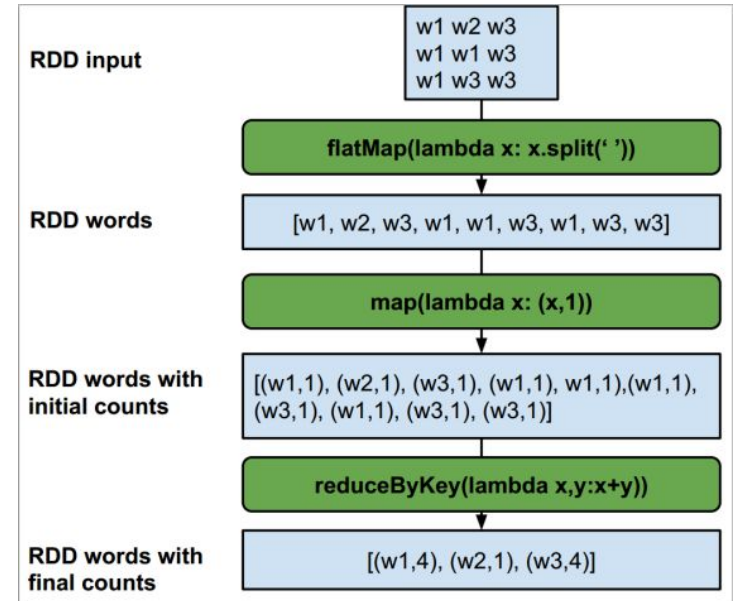 RDD input
w1 w2 w3
w1 w1 w3
w1 w3 w3
flatMap(lambda x: x.split(‘ ’))
RDD words
[w1, w2, w3, w1, w1, w3, w1, w3, w3]
map(lambda x: (x,1))
RDD words with
initial counts
[(w1,1), (w2,1), (w3,1), (w1,1), w1,1),(w1,1),
(w3,1), (w1,1), (w3,1), (w3,1)]
reduceByKey(lambda x,y:x+y))
RDD words with
final counts
[(w1,4), (w2,1), (w3,4)]